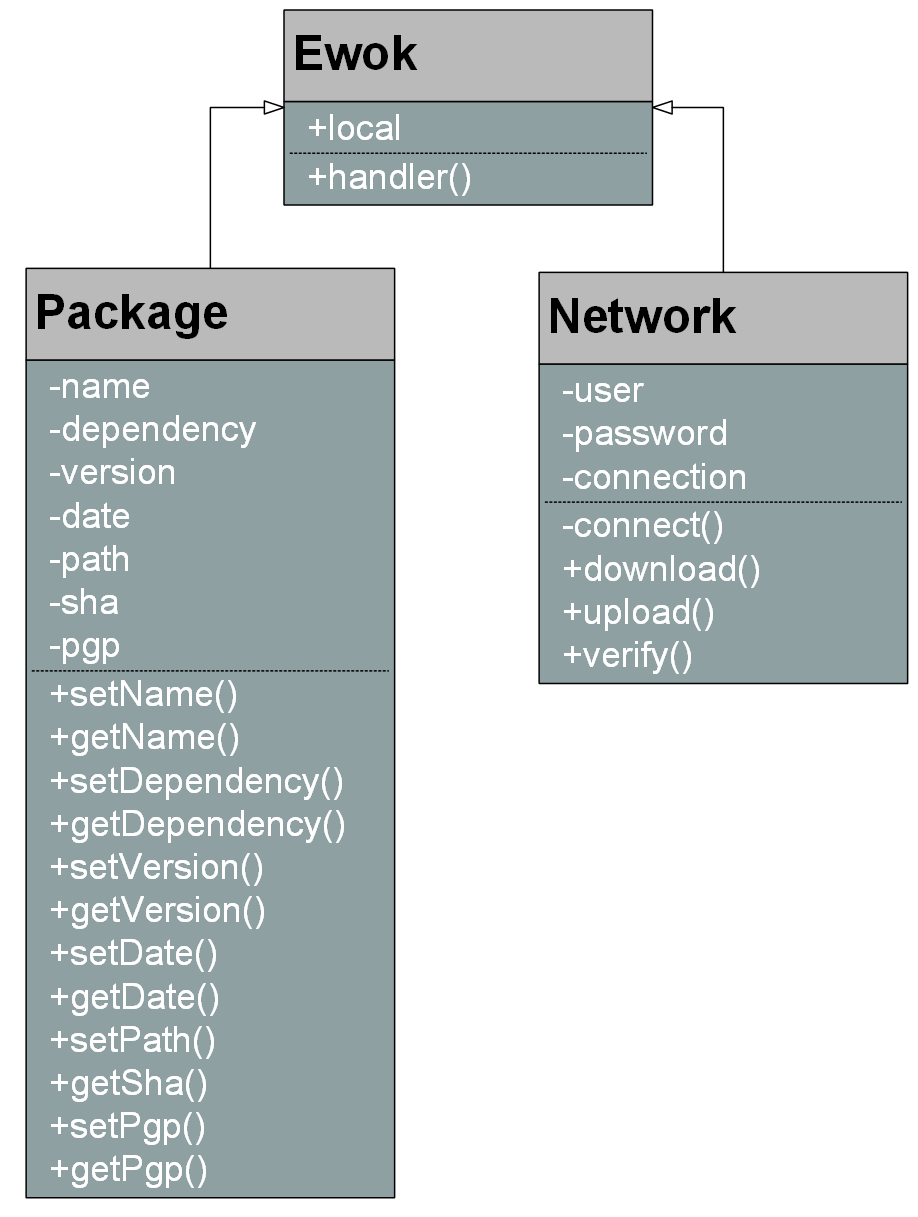 Ewok
+local
+handler()
Package
-name
-dependency
-version
-date
-path
-sha
-pgp
+setName()
+getName()
+setDependency()
+getDependency()
+setVersion()
+getVersion()
+setDate()
+getDate()
+setPath()
+getSha()
+setPgp()
+getPgp()
Network
-user
-password
-connection
-connect()
+download()
+upload()
+verify()